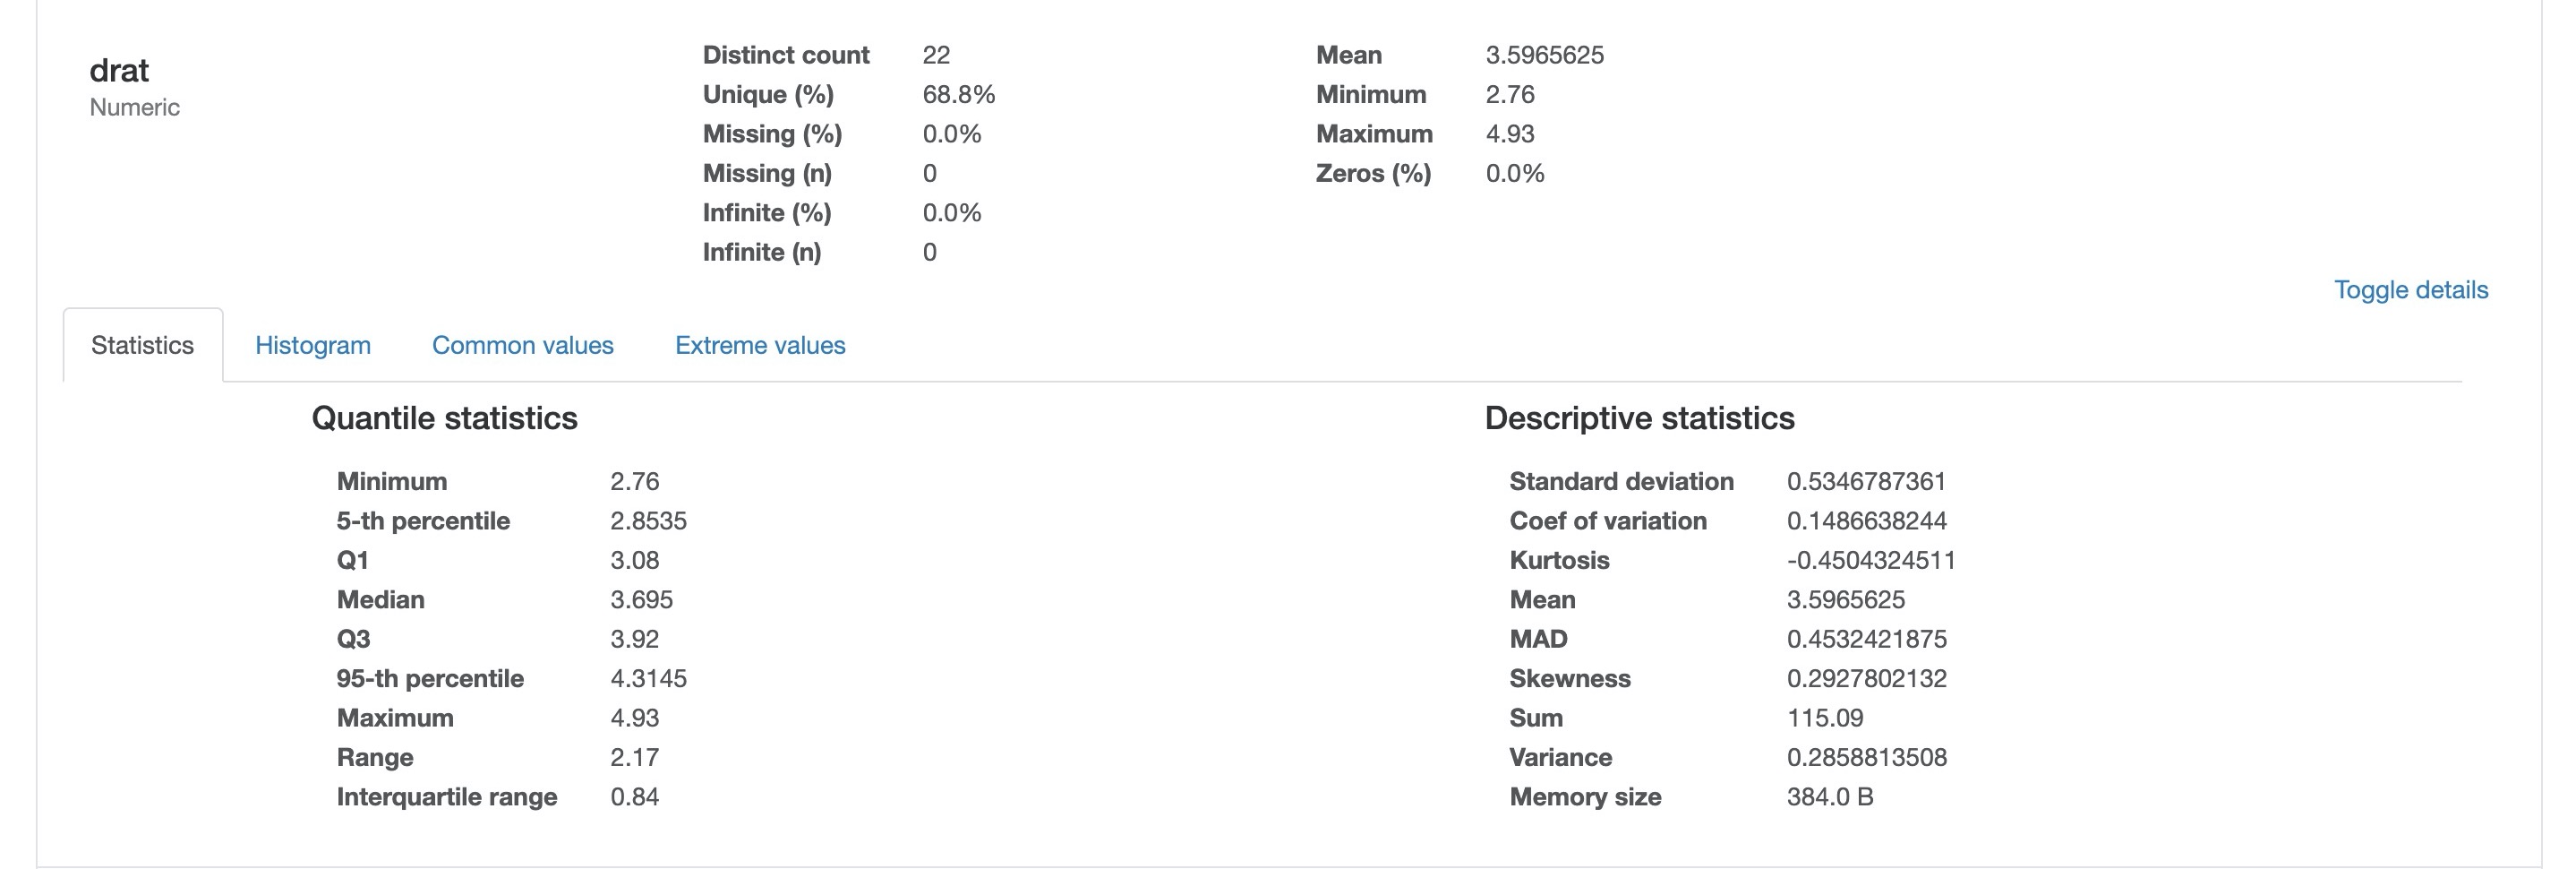 drat
Numeric
Distinct count 22
Unique (%) 68.8%
Missing (%) 0.0%
Missing (n) 0
Infinite (%) 0.0%
Infinite (n) 0
Mean 3.5965625
Minimum 2.76
Maximum 4.93
Zeros (%) 0.0%
Toggle details
Statistics Histogram Common values Extreme values
Quantile statistics
Minimum 2.76
5-th percentile 2.8535
Q1 3.08
Median 3.695
Q3 3.92
95-th percentile 4.3145
Maximum 4.93
Range 2.17
Interquartile range 0.84
Descriptive statistics
Standard deviation 0.5346787361
Coef of variation 0.1486638244
Kurtosis -0.4504324511
Mean 3.5965625
MAD 0.4532421875
Skewness 0.2927802132
Sum 115.09
Variance 0.2858813508
Memory size 384.0 B